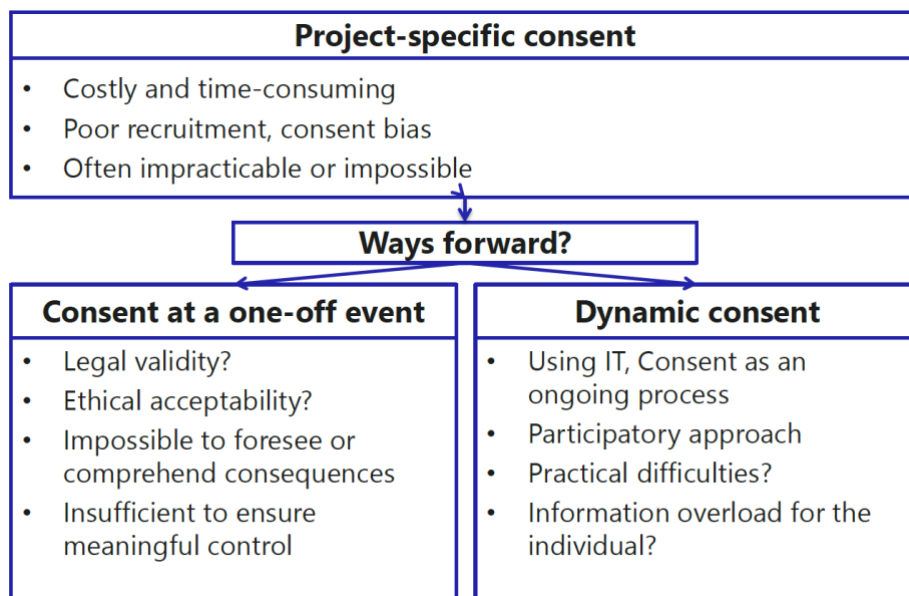 Project-specific consent
• Costly and time-consuming
• Poor recruitment, consent bias
• Often impracticable or impossible
Ways forward?
Consent at a one-off event
• Legal validity?
• Ethical acceptability?
• Impossible to foresee or
comprehend consequences
• Insufficient to ensure
meaningful control
Dynamic consent
• Using IT, Consent as an
ongoing process
• Participatory approach
• Practical difficulties?
• Information overload for the
individual?